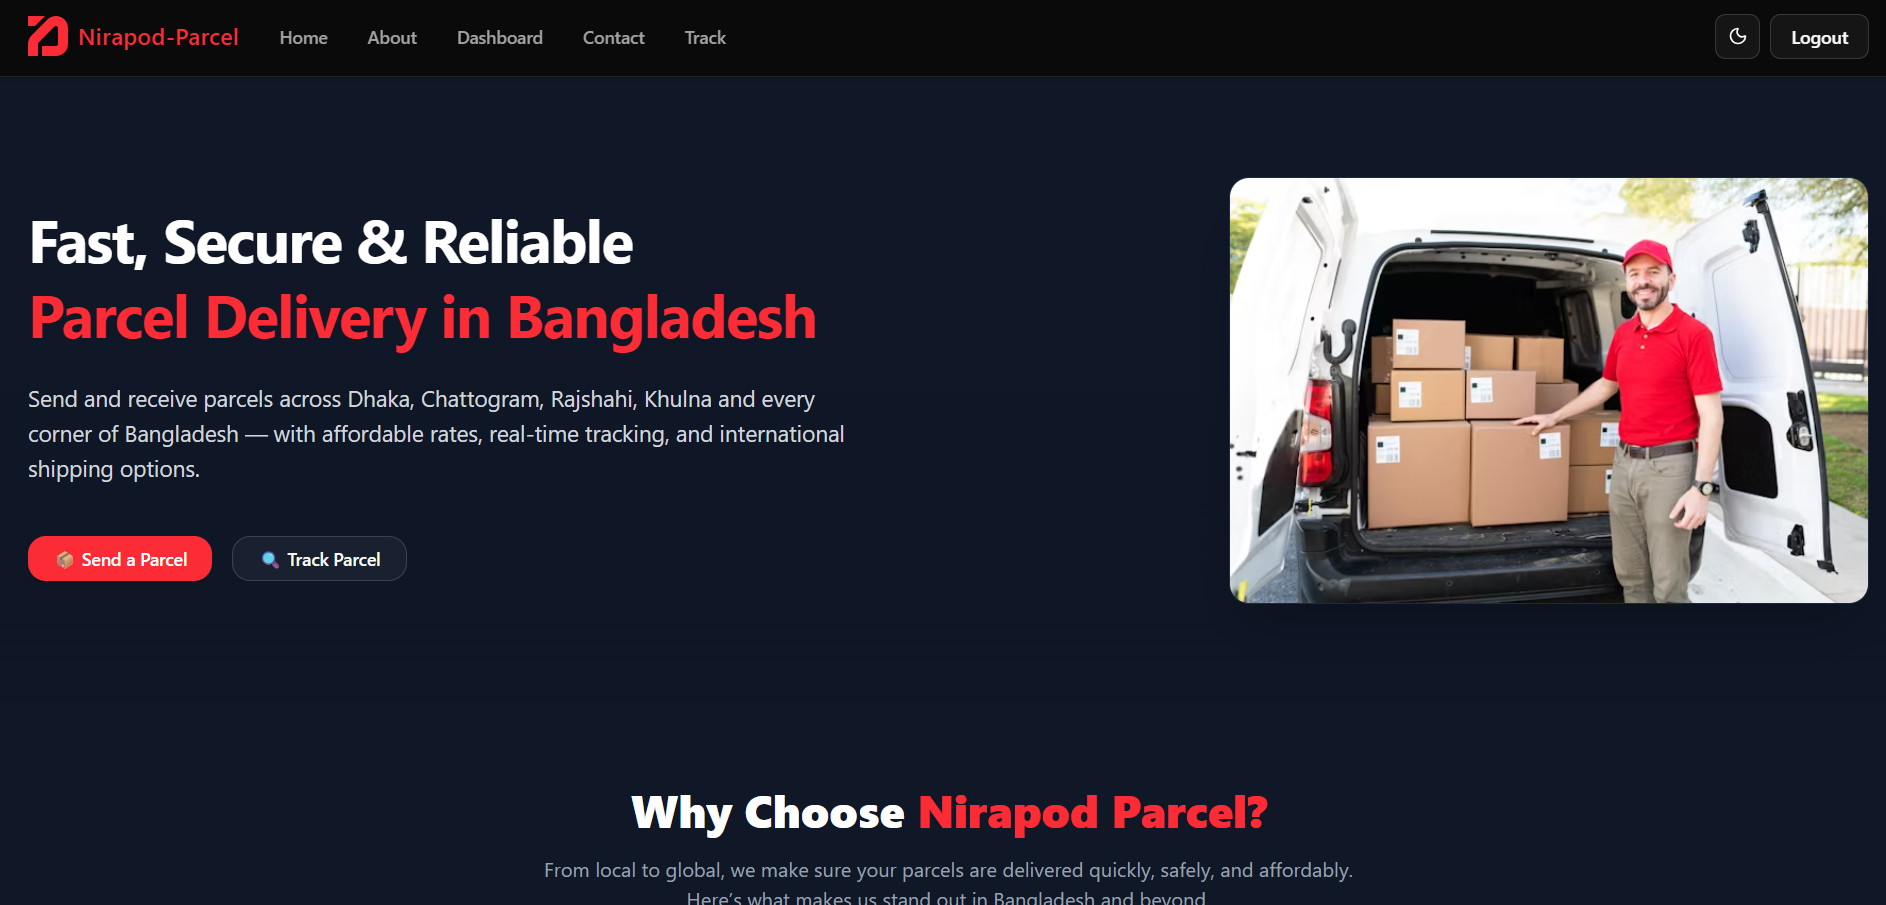 Nirapod-Parcel Home About Dashboard Contact Track Logout
Fast, Secure & Reliable
Parcel Delivery in Bangladesh
Send and receive parcels across Dhaka, Chattogram, Rajshahi, Khulna and every
corner of Bangladesh — with affordable rates, real-time tracking, and international
shipping options.
Send a Parcel Track Parcel
Why Choose Nirapod Parcel?
From local to global, we make sure your parcels are delivered quickly, safely, and affordably.
Here’s what makes us stand out in Bangladesh and beyond